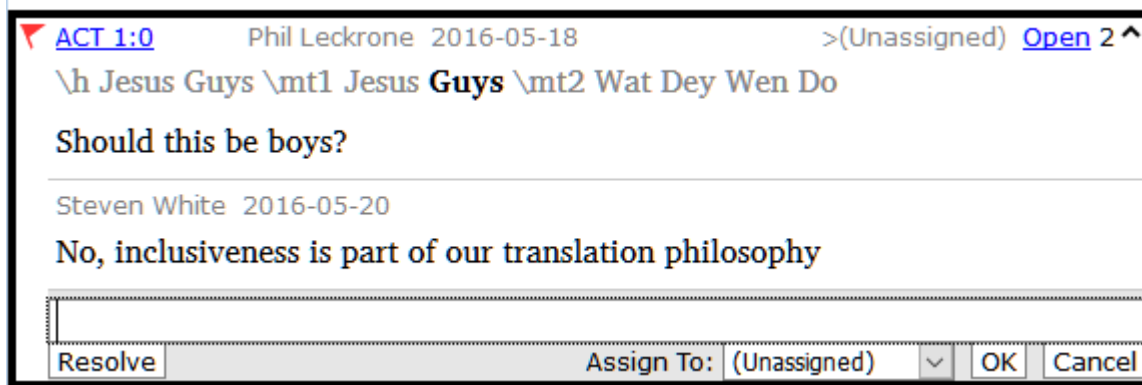 ACT 1:0 Phil Leckrone 2016-05-18 >(Unassigned) Open 2
\h Jesus Guys \mt1 Jesus Guys \mt2 Wat Dey Wen Do
Should this be boys?
Steven White 2016-05-20
No, inclusiveness is part of our translation philosophy
Resolve Assign To: (Unassigned) OK Cancel